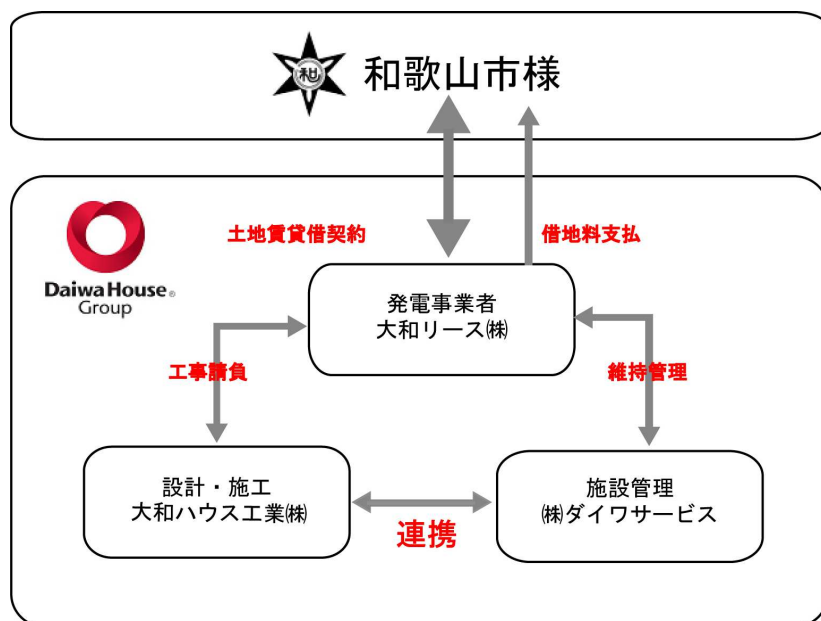 和
和歌山市様
土地賃貸借契約
借地料支払
Daiwa House®
Group
発電事業者
大和リース㈱
工事請負
維持管理
設計・施工
大和ハウス工業㈱
施設管理
㈱ダイワサービス
連携